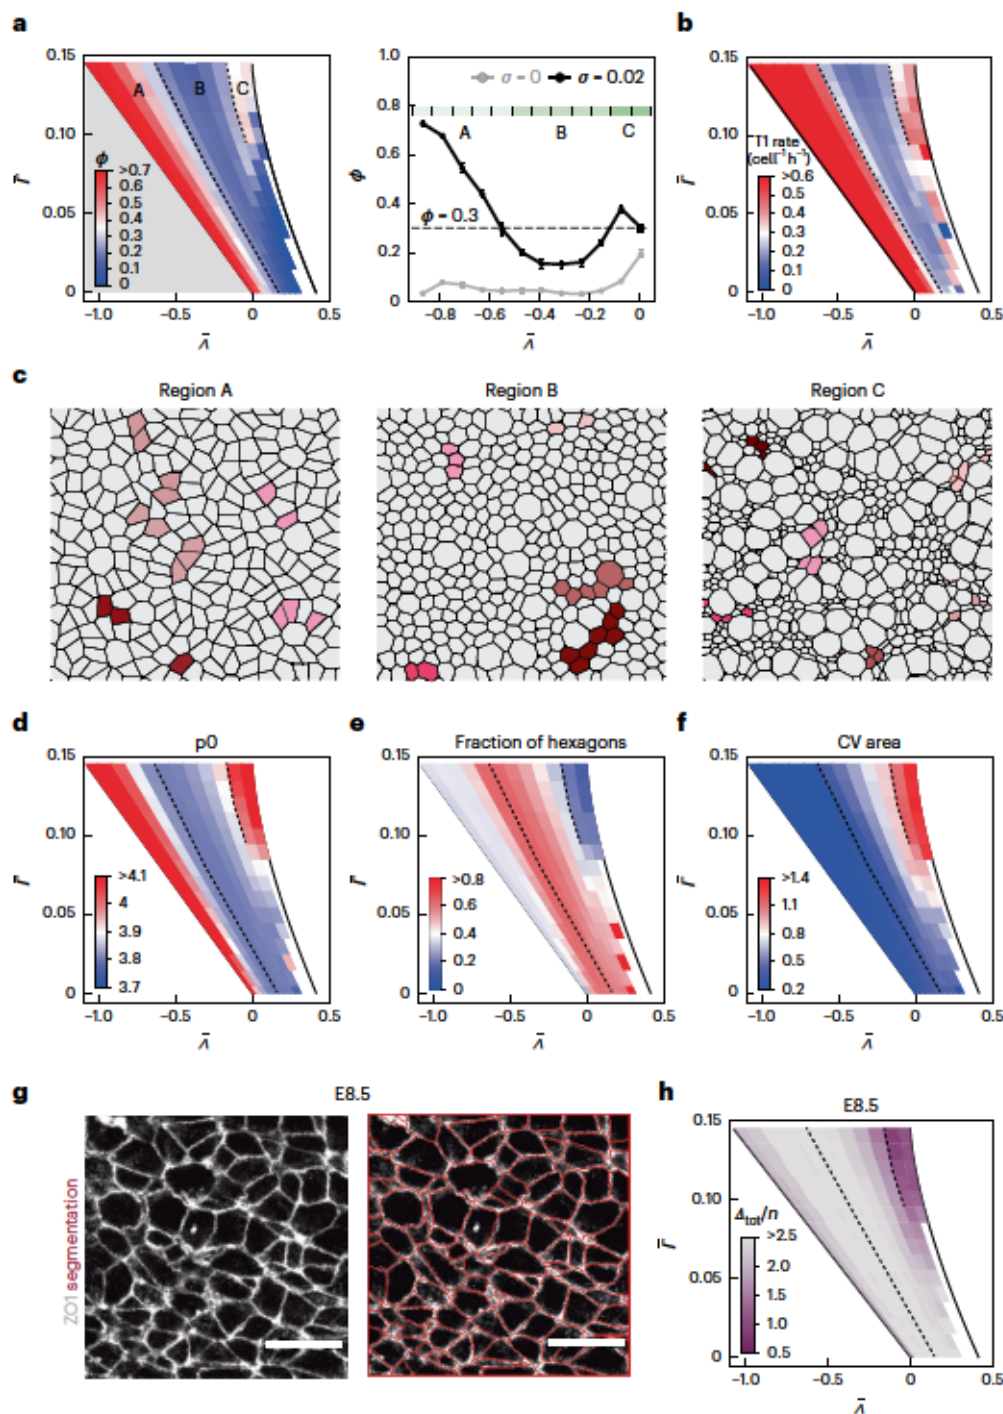 a
0.15
0.10
0.05
0
Γ̄
A
B
C
ϕ
>0.7
0.6
0.5
0.4
0.3
0.2
0.1
0
−1.0
−0.5
0
0.5
Λ̄
1.0
0.8
0.6
0.4
0.2
0
ϕ
σ = 0
σ = 0.02
A
B
C
ϕ = 0.3
−0.8
−0.6
−0.4
−0.2
0
Λ̄
b
0.15
0.10
0.05
0
Γ̄
T1 rate
(cell⁻¹ h⁻¹)
>0.6
0.5
0.4
0.3
0.2
0.1
0
−1.0
−0.5
0
0.5
Λ̄
c
Region A
Region B
Region C
d
p0
0.15
0.10
0.05
0
Γ̄
>4.1
4
3.9
3.8
3.7
−1.0
−0.5
0
0.5
Λ̄
e
Fraction of hexagons
0.15
0.10
0.05
0
Γ̄
>0.8
0.6
0.4
0.2
0
−1.0
−0.5
0
0.5
Λ̄
f
CV area
0.15
0.10
0.05
0
Γ̄
>1.4
1.1
0.8
0.5
0.2
−1.0
−0.5
0
0.5
Λ̄
g
E8.5
ZO1 segmentation
h
E8.5
0.15
0.10
0.05
0
Γ̄
Δtot/n
>2.5
2.0
1.5
1.0
0.5
−1.0
−0.5
0
0.5
Λ̄